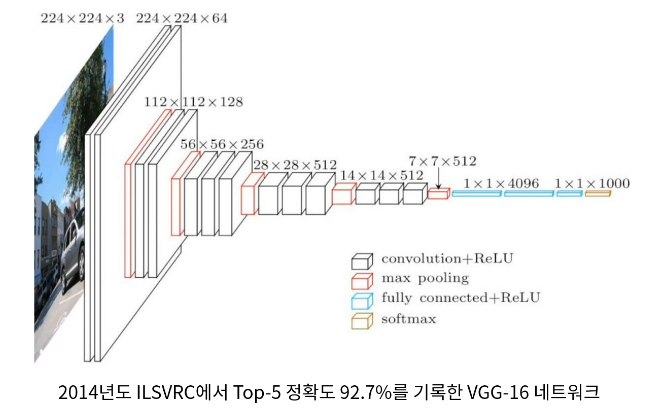 224×224×3
224×224×64
112×112×128
56×56×256
28×28×512
14×14×512
7×7×512
1×1×4096
1×1×1000
convolution+ReLU
max pooling
fully connected+ReLU
softmax
2014년도 ILSVRC에서 Top-5 정확도 92.7%를 기록한 VGG-16 네트워크